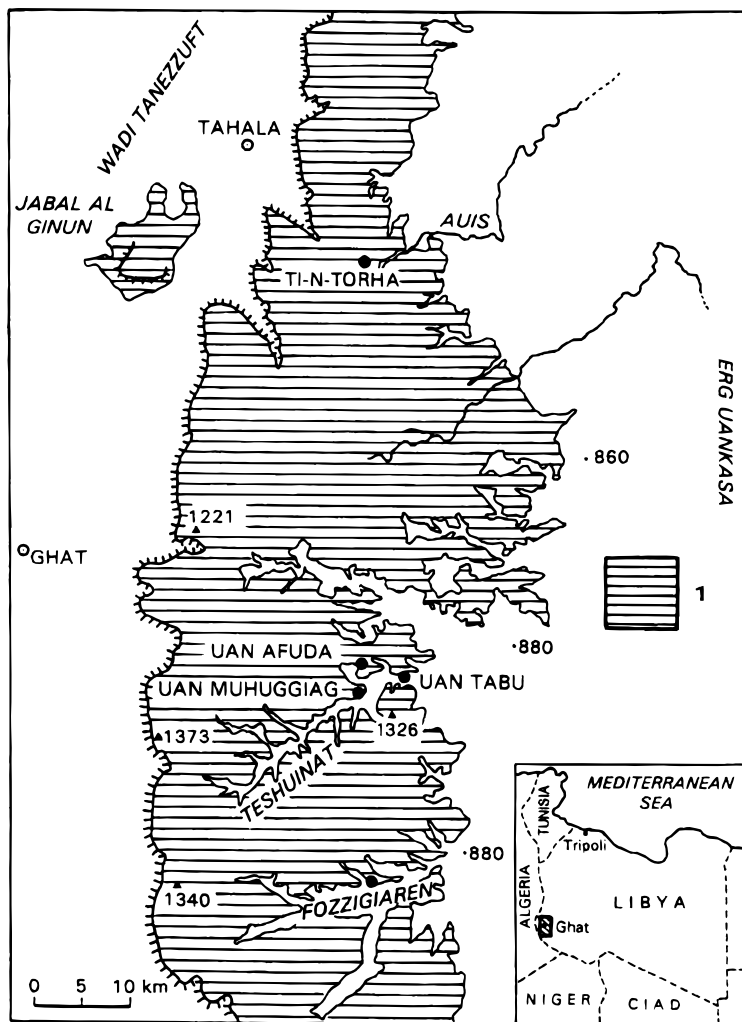 WADI TANEZZUFT
TAHALA
JABAL AL
GINUN
AUIS
TI-N-TORHA
ERG UANKASA
860
1221
GHAT
1
880
UAN AFUDA
UAN TABU
UAN MUHUGGIAG
1326
1373
TESHUINAT
880
1340
FOZZIGIAREN
0 5 10 km
MEDITERRANEAN
SEA
TUNISIA
Tripoli
ALGERIA
LIBYA
Ghat
NIGER
CIAD